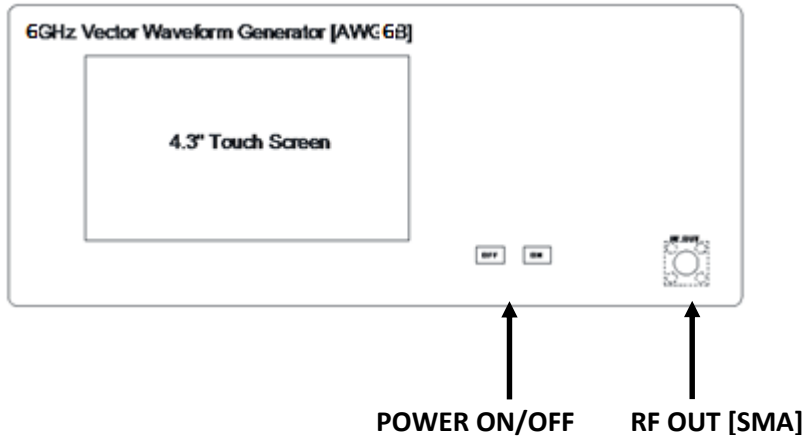 6GHz Vector Waveform Generator [AWG6B]
4.3" Touch Screen
RF OUT
OFF ON
POWER ON/OFF RF OUT [SMA]